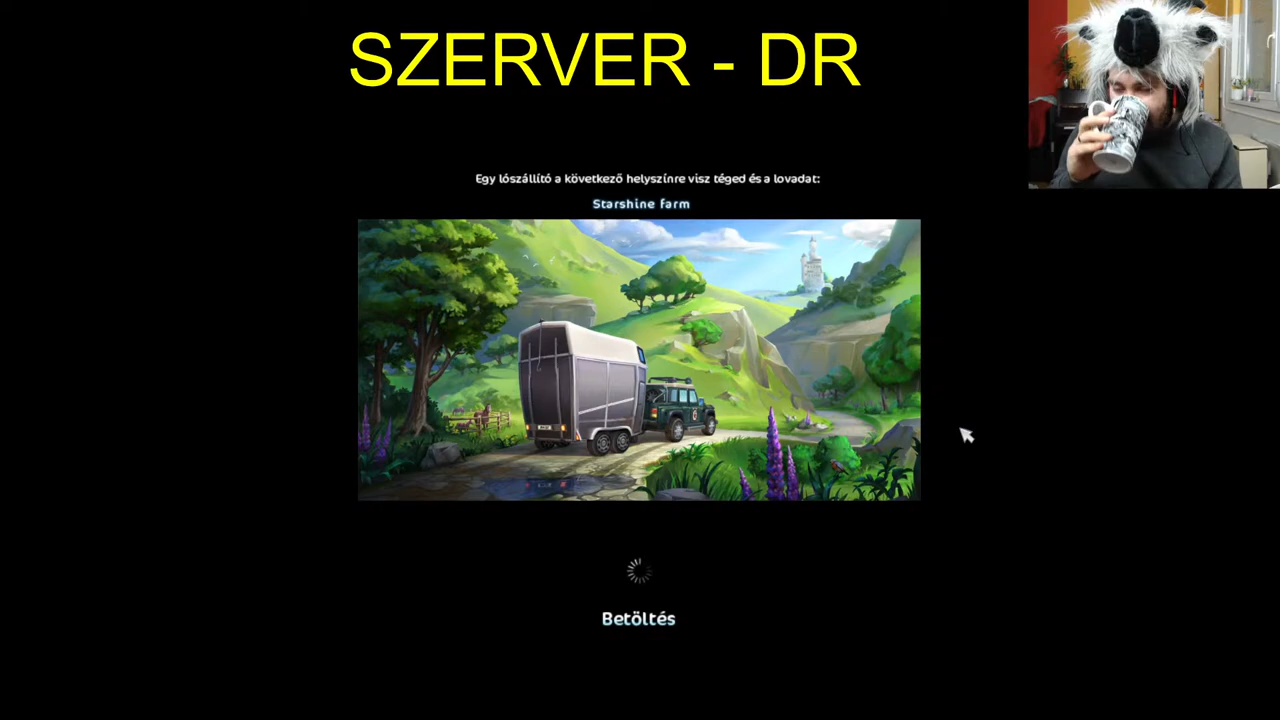 SZERVER - DR
Egy lószállító a következő helyszínre visz téged és a lovadat:
Starshine farm
Betöltés